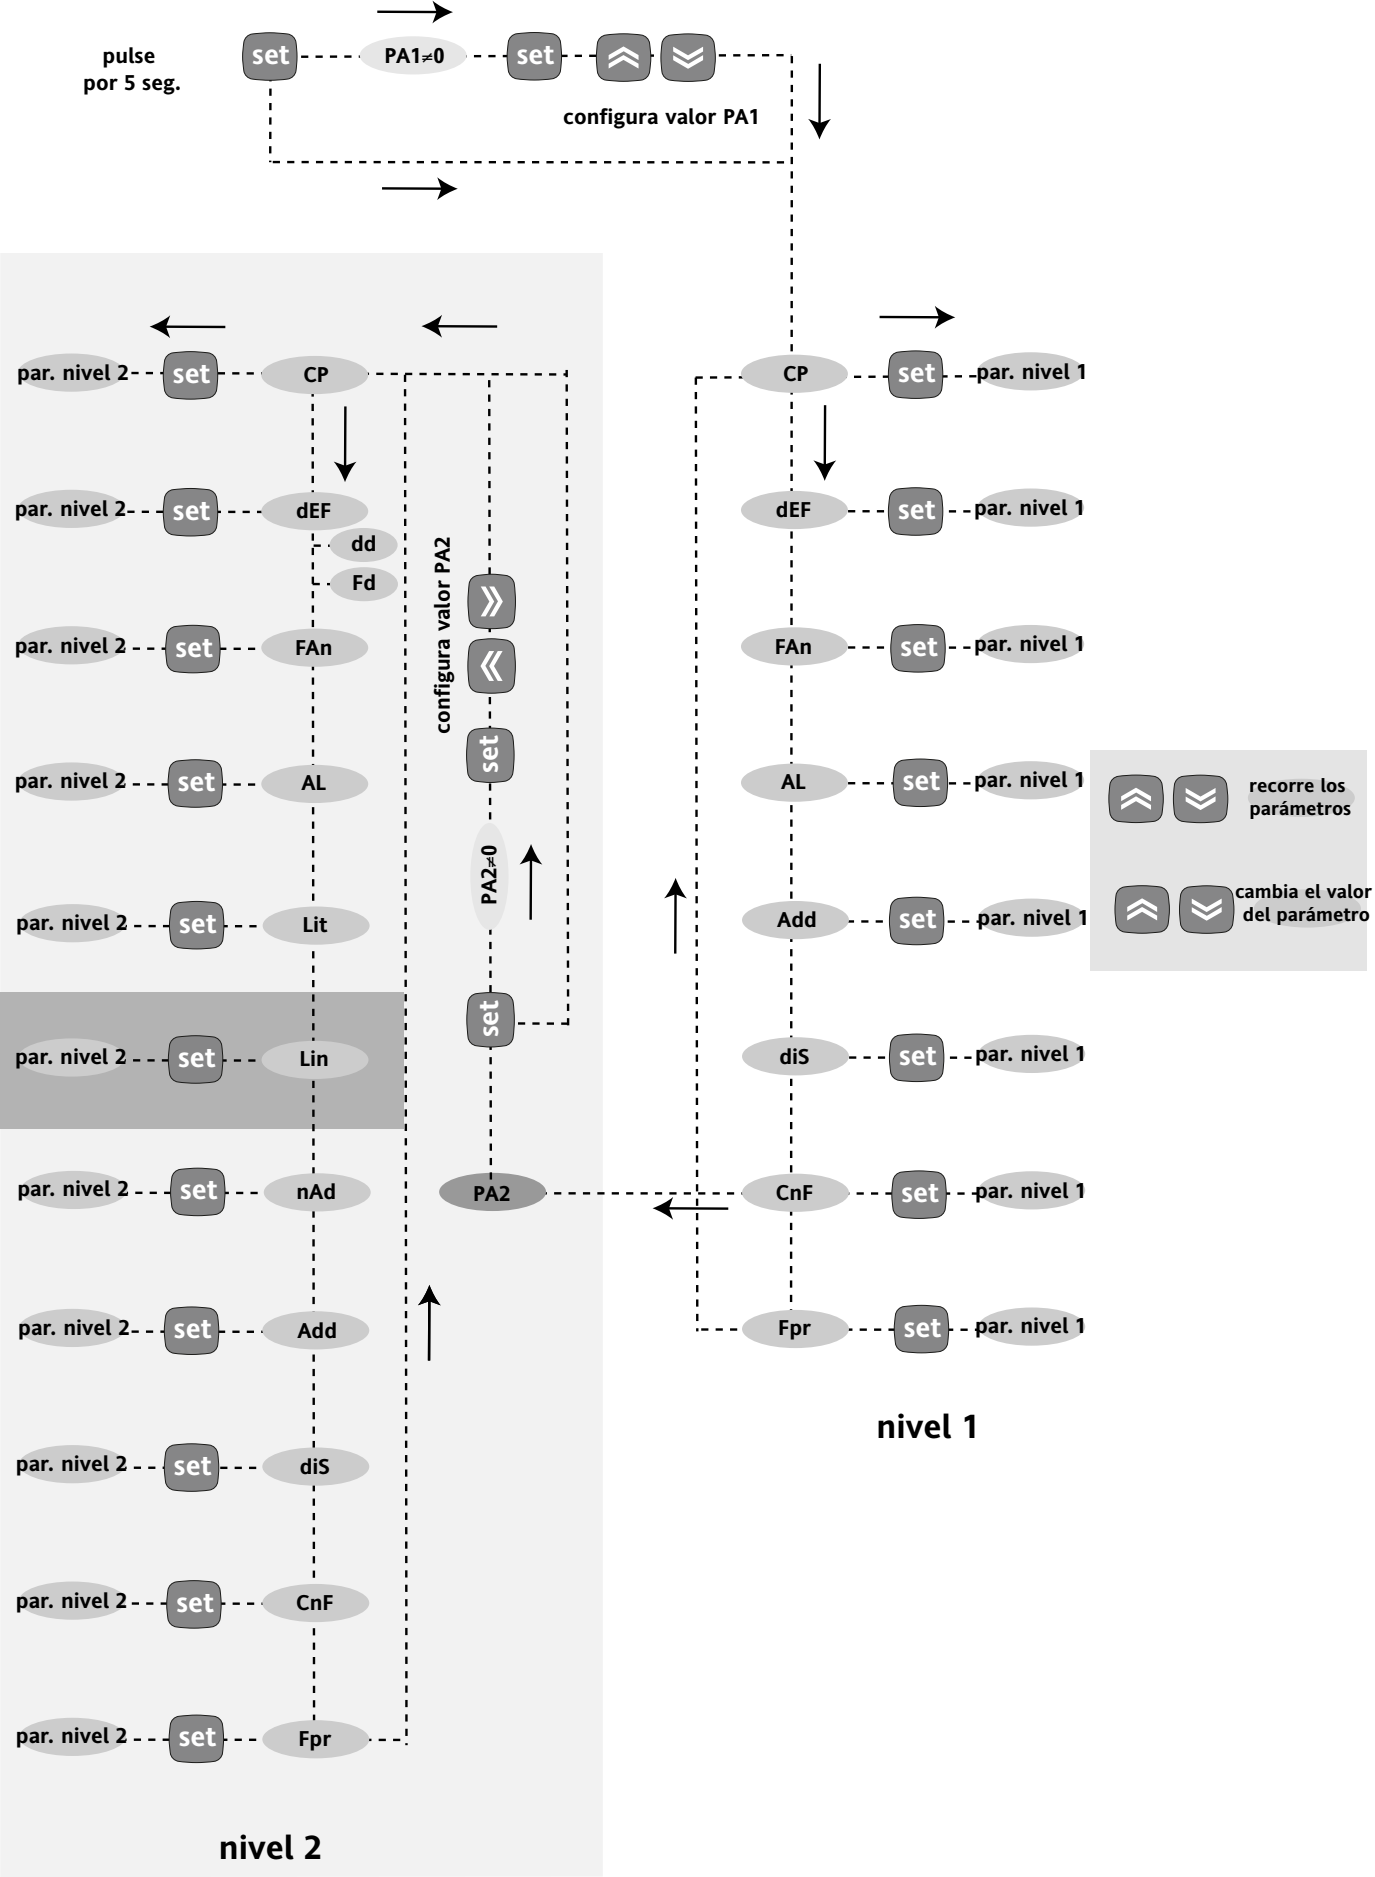 pulse
por 5 seg.
set
PA1≠0
set
configura valor PA1
par. nivel 2
set
CP
CP
set
par. nivel 1
par. nivel 2
set
dEF
dd
Fd
dEF
set
par. nivel 1
par. nivel 2
set
FAn
configura valor PA2
FAn
set
par. nivel 1
par. nivel 2
set
AL
set
AL
set
par. nivel 1
recorre los
parámetros
PA2≠0
par. nivel 2
set
Lit
Add
set
par. nivel 1
cambia el valor
del parámetro
set
par. nivel 2
set
Lin
diS
set
par. nivel 1
par. nivel 2
set
nAd
PA2
CnF
set
par. nivel 1
par. nivel 2
set
Add
Fpr
set
par. nivel 1
nivel 1
par. nivel 2
set
diS
par. nivel 2
set
CnF
par. nivel 2
set
Fpr
nivel 2